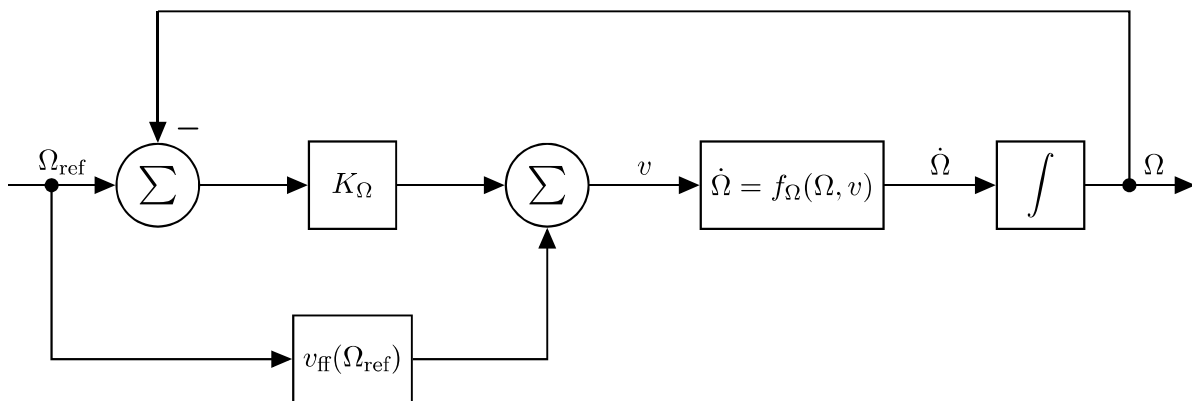 −
Ω_ref
∑
K_Ω
∑
v
Ω̇ = f_Ω(Ω, v)
Ω̇
∫
Ω
v_ff(Ω_ref)